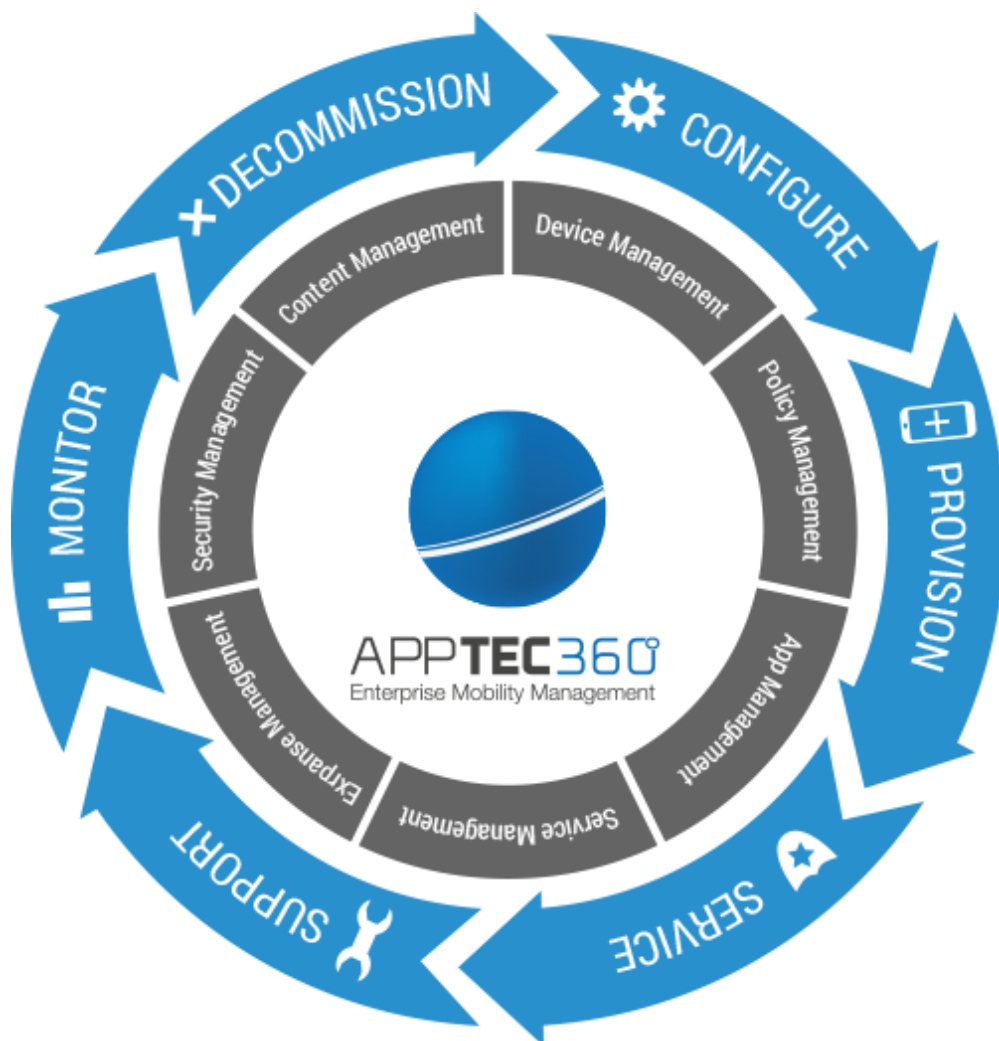 DECOMMISSION
CONFIGURE
PROVISION
SERVICE
SUPPORT
MONITOR
Content Management
Device Management
Policy Management
App Management
Service Management
Exrpanse Management
Security Management
APPTEC360°
Enterprise Mobility Management